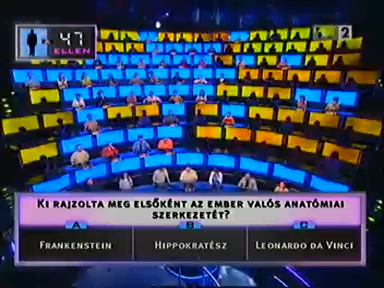 47
ELLEN
2
KI RAJZOLTA MEG ELSŐKÉNT AZ EMBER VALÓS ANATÓMIAI
SZERKEZETÉT?
A B C
FRANKENSTEIN HIPPOKRATÉSZ LEONARDO DA VINCI